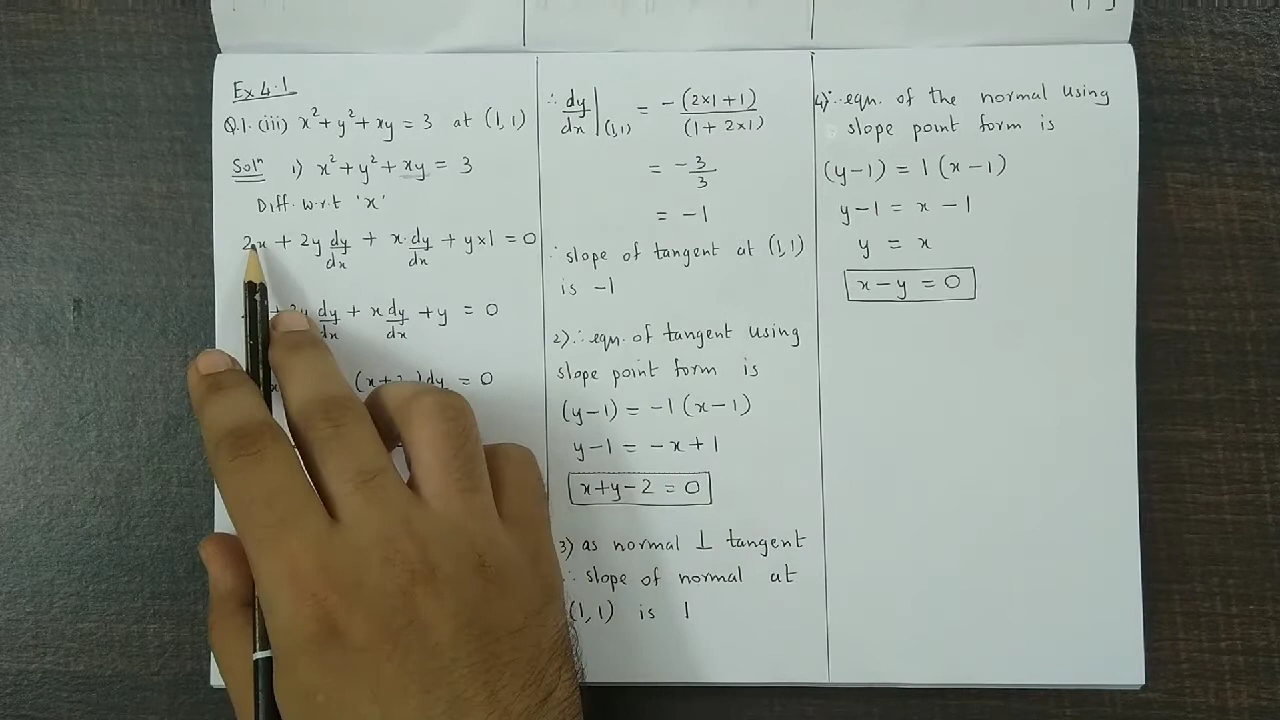 Ex 4.1
Q.1. (iii) x² + y² + xy = 3 at (1,1)
Solⁿ 1) x² + y² + xy = 3
Diff. w.r.t 'x'
2x + 2y dy/dx + x·dy/dx + y×1 = 0
+ 2y dy/dx + x dy/dx + y = 0
dy = 0
∴ dy/dx |(1,1) = -(2×1+1)/(1+2×1)
= -3/3
= -1
∴ slope of tangent at (1,1)
is -1
2) ∴ eqn. of tangent using
slope point form is
(y-1) = -1(x-1)
y-1 = -x+1
x+y-2 = 0
3) as normal ⊥ tangent
∴ slope of normal at
(1,1) is 1
4) ∴ eqn. of the normal using
slope point form is
(y-1) = 1(x-1)
y-1 = x-1
y = x
x-y = 0